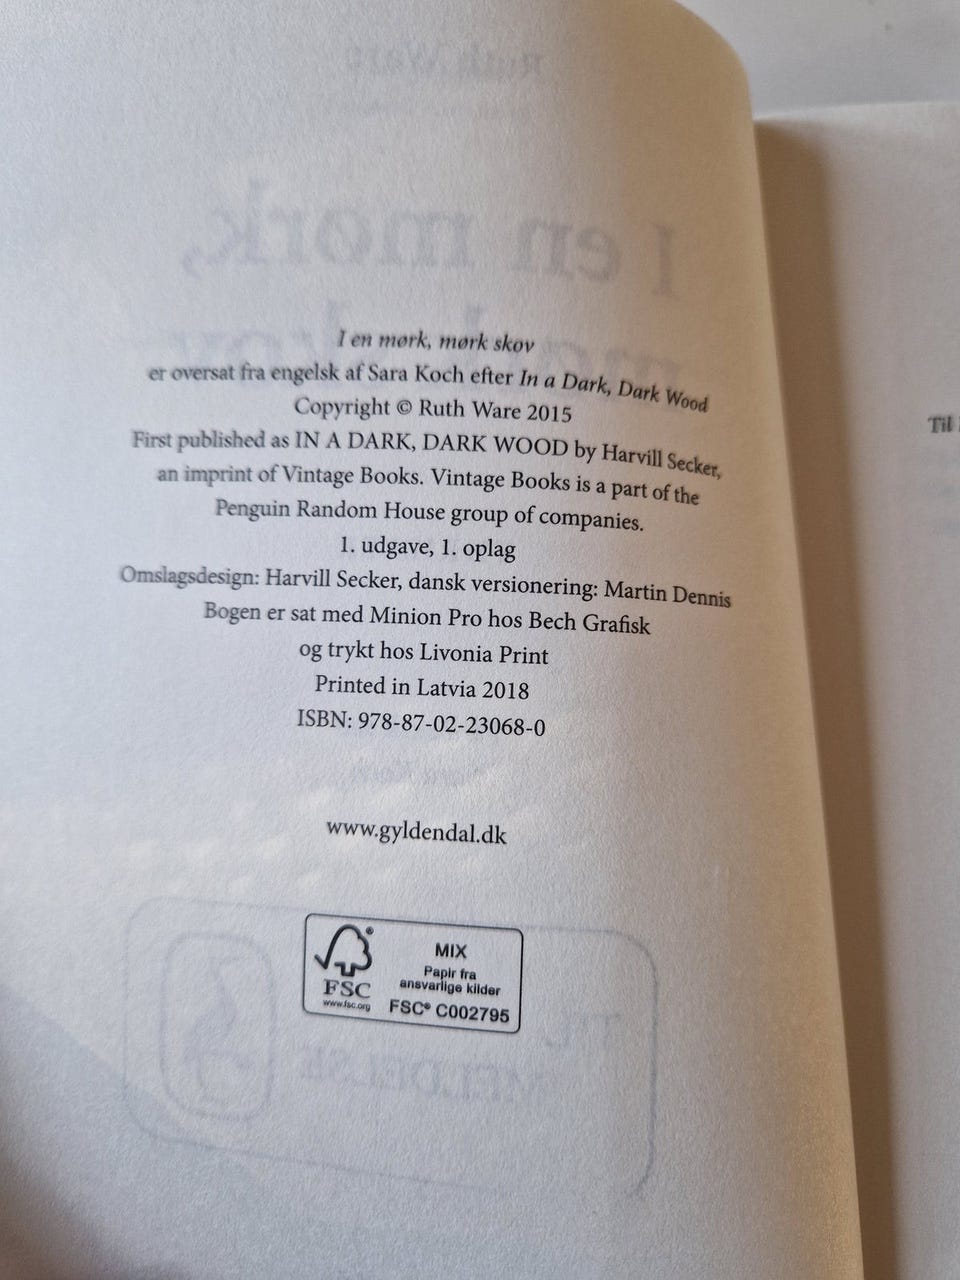 I en mørk, mørk skov
er oversat fra engelsk af Sara Koch efter In a Dark, Dark Wood
Copyright © Ruth Ware 2015
First published as IN A DARK, DARK WOOD by Harvill Secker,
an imprint of Vintage Books. Vintage Books is a part of the
Penguin Random House group of companies.
1. udgave, 1. oplag
Omslagsdesign: Harvill Secker, dansk versionering: Martin Dennis
Bogen er sat med Minion Pro hos Bech Grafisk
og trykt hos Livonia Print
Printed in Latvia 2018
ISBN: 978-87-02-23068-0
www.gyldendal.dk
FSC
www.fsc.org
MIX
Papir fra
ansvarlige kilder
FSC® C002795
Til